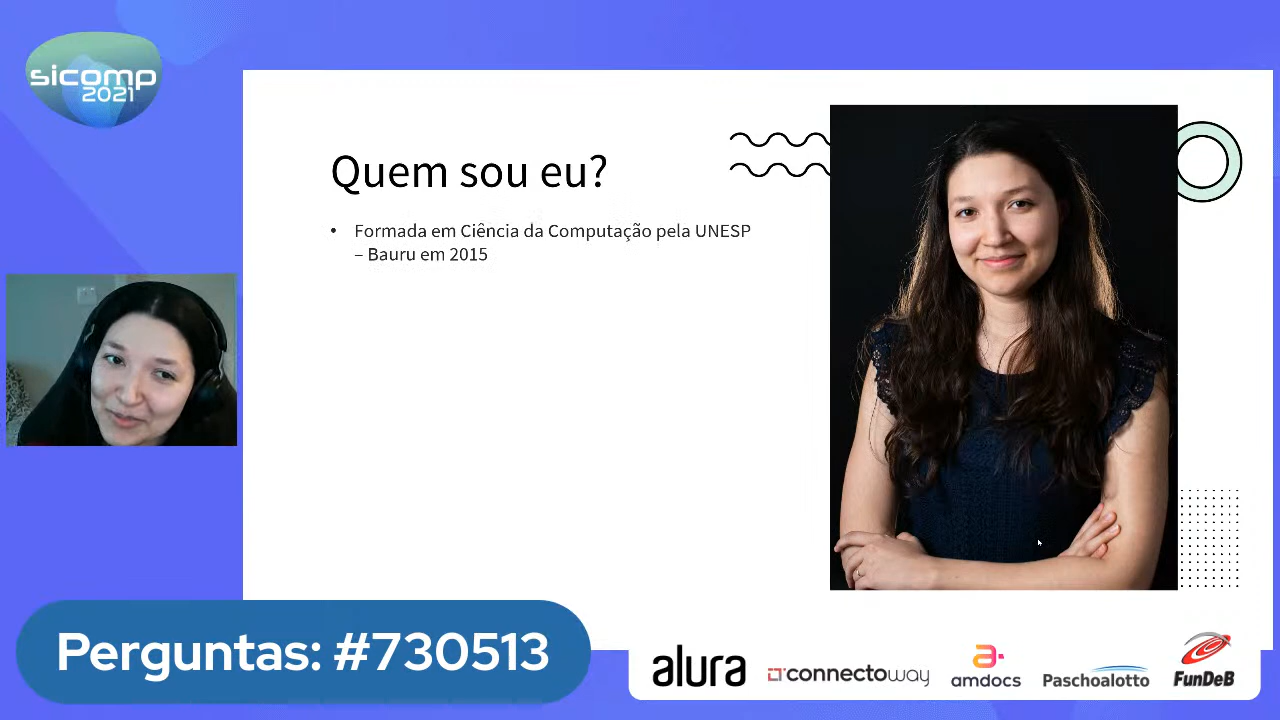 sicomp
2021
Quem sou eu?
• Formada em Ciência da Computação pela UNESP
– Bauru em 2015
Perguntas: #730513
alura
connectoway
amdocs
Paschoalotto
FunDeB